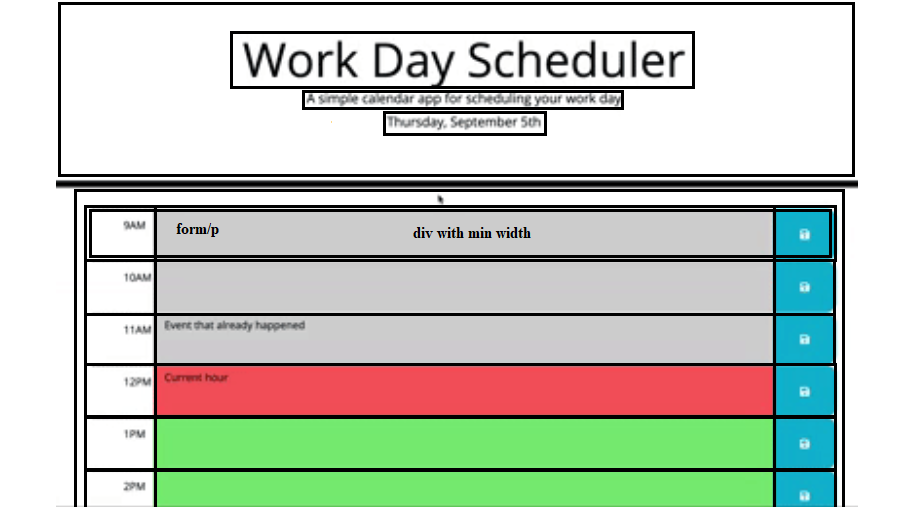 Work Day Scheduler
A simple calendar app for scheduling your work day
Thursday, September 5th
9AM form/p div with min width
10AM
11AM Event that already happened
12PM Current hour
1PM
2PM